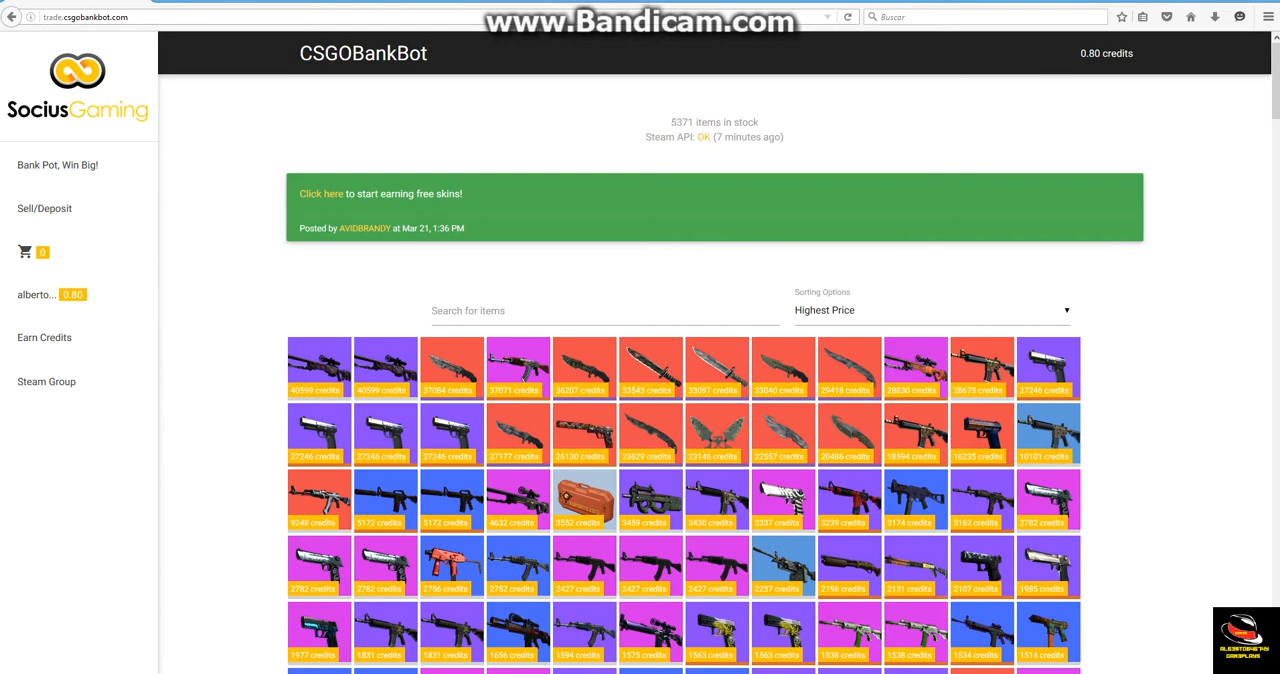 trade.csgobankbot.com
Buscar
www.Bandicam.com
CSGOBankBot
0.80 credits
SociusGaming
5371 items in stock
Steam API: OK (7 minutes ago)
Bank Pot, Win Big!
Sell/Deposit
0
alberto... 0.80
Earn Credits
Steam Group
Click here to start earning free skins!
Posted by AVIDBRANDY at Mar 21, 1:36 PM
Search for items
Sorting Options
Highest Price
40599 credits 40599 credits 37084 credits 37071 credits 36207 credits 33543 credits 33097 credits 33040 credits 29418 credits 28830 credits 28675 credits 27246 credits
27246 credits 27246 credits 27246 credits 27177 credits 26130 credits 23629 credits 23146 credits 22557 credits 20486 credits 18594 credits 16235 credits 10101 credits
9248 credits 5172 credits 5172 credits 4632 credits 3552 credits 3459 credits 3430 credits 3337 credits 3239 credits 3174 credits 3162 credits 2782 credits
2782 credits 2782 credits 2756 credits 2752 credits 2427 credits 2427 credits 2427 credits 2237 credits 2196 credits 2131 credits 2107 credits 1985 credits
1977 credits 1831 credits 1831 credits 1656 credits 1594 credits 1575 credits 1563 credits 1563 credits 1538 credits 1538 credits 1534 credits 1514 credits
GAMEPLAYS